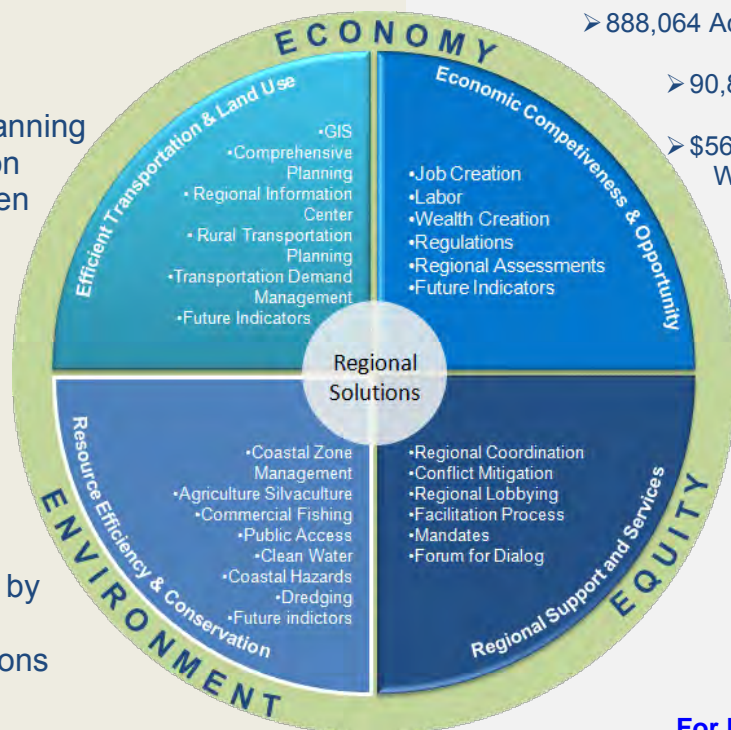 ECONOMY
➢888,064 Ac
➢90,8
➢$56
W
anning
on
en
Efficient Transportation & Land Use
•GIS
•Comprehensive
Planning
• Regional Information
Center
• Rural Transportation
Planning
•Transportation Demand
Management
•Future Indicators
Economic Competiveness & Opportunity
•Job Creation
•Labor
•Wealth Creation
•Regulations
•Regional Assessments
•Future Indicators
Regional
Solutions
Resource Efficiency & Conservation
•Coastal Zone
Management
•Agriculture Silvaculture
•Commercial Fishing
•Public Access
•Clean Water
•Coastal Hazards
•Dredging
•Future indictors
•Regional Coordination
•Conflict Mitigation
•Regional Lobbying
•Facilitation Process
•Mandates
•Forum for Dialog
Regional Support and Services
ENVIRONMENT
EQUITY
by
ons
For